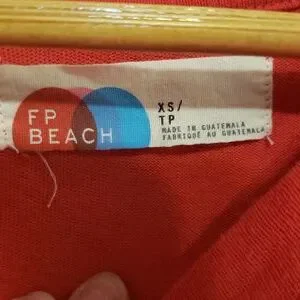 FP
BEACH
XS/
TP
MADE IN GUATEMALA
FABRIQUÉ AU GUATEMALA